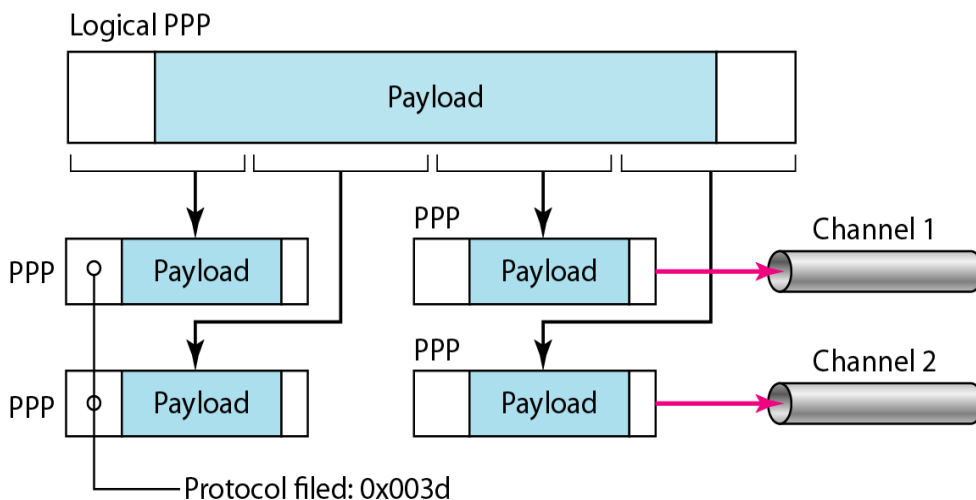 Logical PPP
Payload
PPP
Channel 1
PPP
Payload
Payload
PPP
Channel 2
PPP
Payload
Payload
Protocol filed: 0x003d